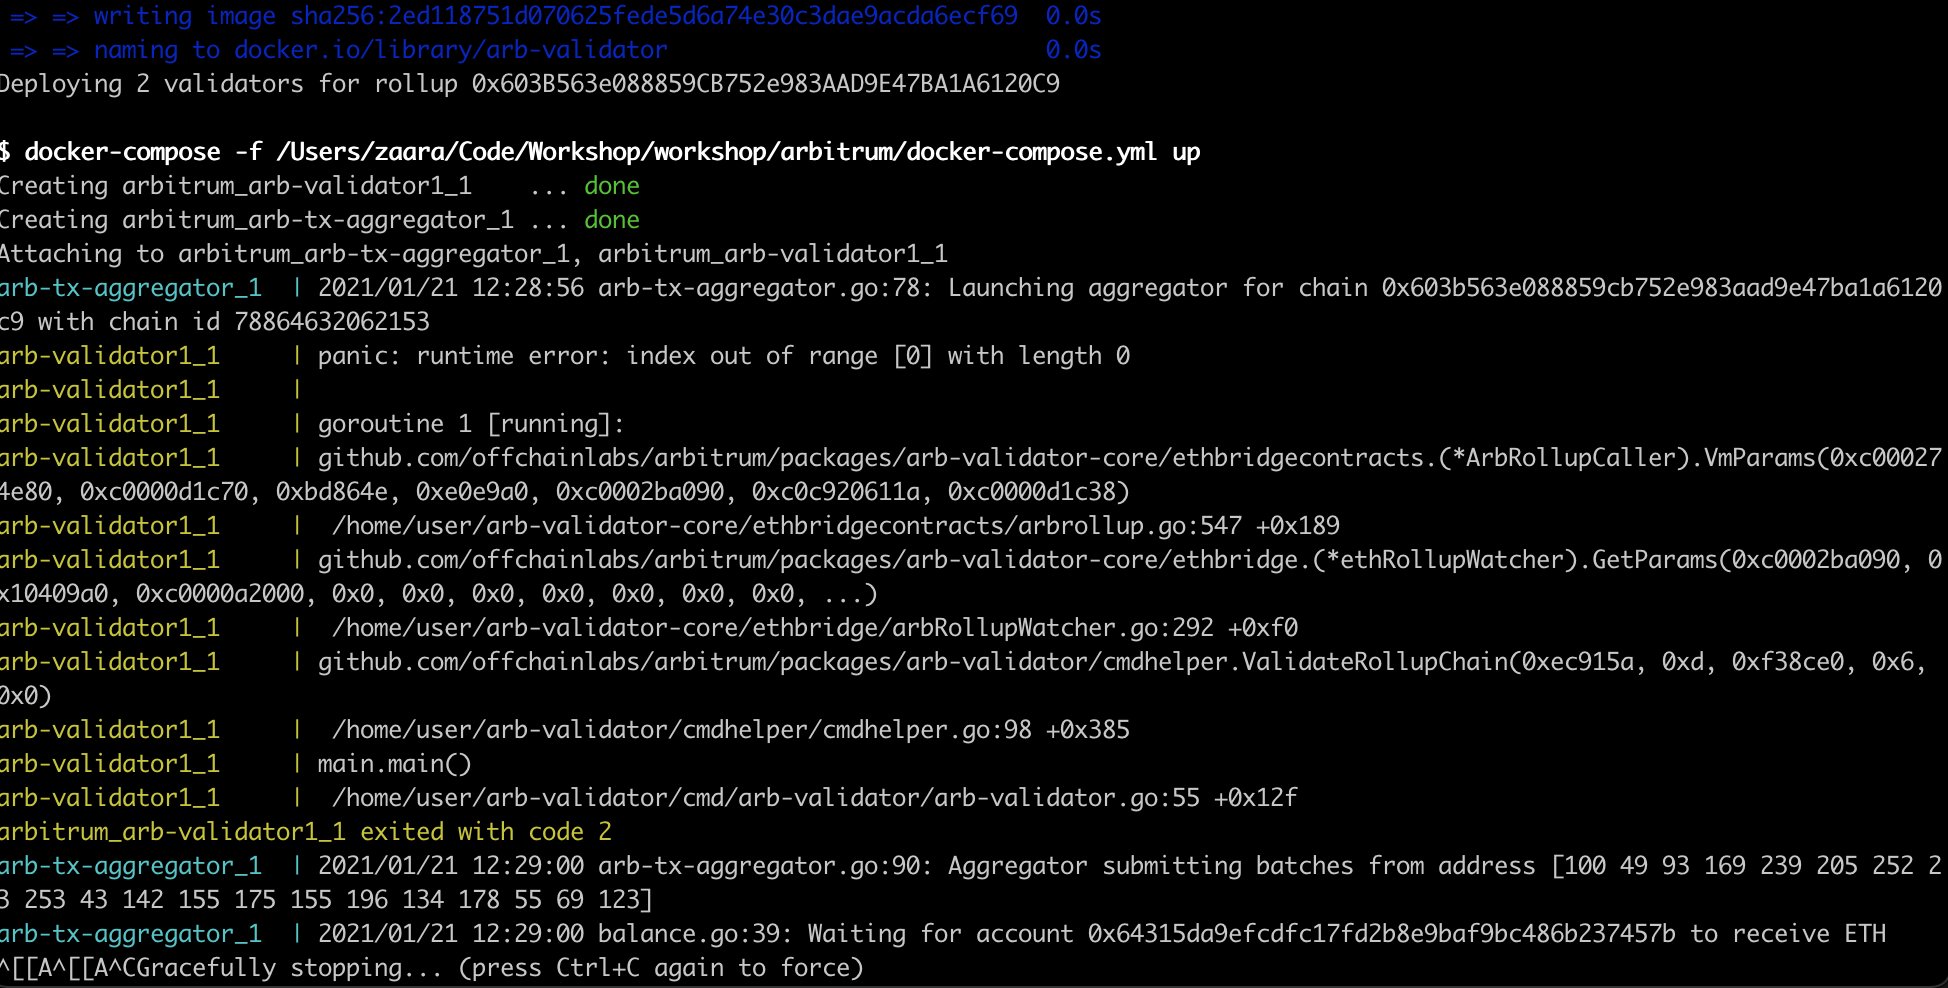 => => writing image sha256:2ed118751d070625fede5d6a74e30c3dae9acda6ecf69 0.0s
=> => naming to docker.io/library/arb-validator 0.0s
Deploying 2 validators for rollup 0x603B563e088859CB752e983AAD9E47BA1A6120C9
$ docker-compose -f /Users/zaara/Code/Workshop/workshop/arbitrum/docker-compose.yml up
Creating arbitrum_arb-validator1_1 ... done
Creating arbitrum_arb-tx-aggregator_1 ... done
Attaching to arbitrum_arb-tx-aggregator_1, arbitrum_arb-validator1_1
arb-tx-aggregator_1 | 2021/01/21 12:28:56 arb-tx-aggregator.go:78: Launching aggregator for chain 0x603b563e088859cb752e983aad9e47ba1a6120
c9 with chain id 78864632062153
arb-validator1_1 | panic: runtime error: index out of range [0] with length 0
arb-validator1_1 |
arb-validator1_1 | goroutine 1 [running]:
arb-validator1_1 | github.com/offchainlabs/arbitrum/packages/arb-validator-core/ethbridgecontracts.(*ArbRollupCaller).VmParams(0xc00027
4e80, 0xc0000d1c70, 0xbd864e, 0xe0e9a0, 0xc0002ba090, 0xc0c920611a, 0xc0000d1c38)
arb-validator1_1 | /home/user/arb-validator-core/ethbridgecontracts/arbrollup.go:547 +0x189
arb-validator1_1 | github.com/offchainlabs/arbitrum/packages/arb-validator-core/ethbridge.(*ethRollupWatcher).GetParams(0xc0002ba090, 0
x10409a0, 0xc0000a2000, 0x0, 0x0, 0x0, 0x0, 0x0, 0x0, 0x0, ...)
arb-validator1_1 | /home/user/arb-validator-core/ethbridge/arbRollupWatcher.go:292 +0xf0
arb-validator1_1 | github.com/offchainlabs/arbitrum/packages/arb-validator/cmdhelper.ValidateRollupChain(0xec915a, 0xd, 0xf38ce0, 0x6,
0x0)
arb-validator1_1 | /home/user/arb-validator/cmdhelper/cmdhelper.go:98 +0x385
arb-validator1_1 | main.main()
arb-validator1_1 | /home/user/arb-validator/cmd/arb-validator/arb-validator.go:55 +0x12f
arbitrum_arb-validator1_1 exited with code 2
arb-tx-aggregator_1 | 2021/01/21 12:29:00 arb-tx-aggregator.go:90: Aggregator submitting batches from address [100 49 93 169 239 205 252 2
3 253 43 142 155 175 155 196 134 178 55 69 123]
arb-tx-aggregator_1 | 2021/01/21 12:29:00 balance.go:39: Waiting for account 0x64315da9efcdfc17fd2b8e9baf9bc486b237457b to receive ETH
^[[A^[[A^CGracefully stopping... (press Ctrl+C again to force)